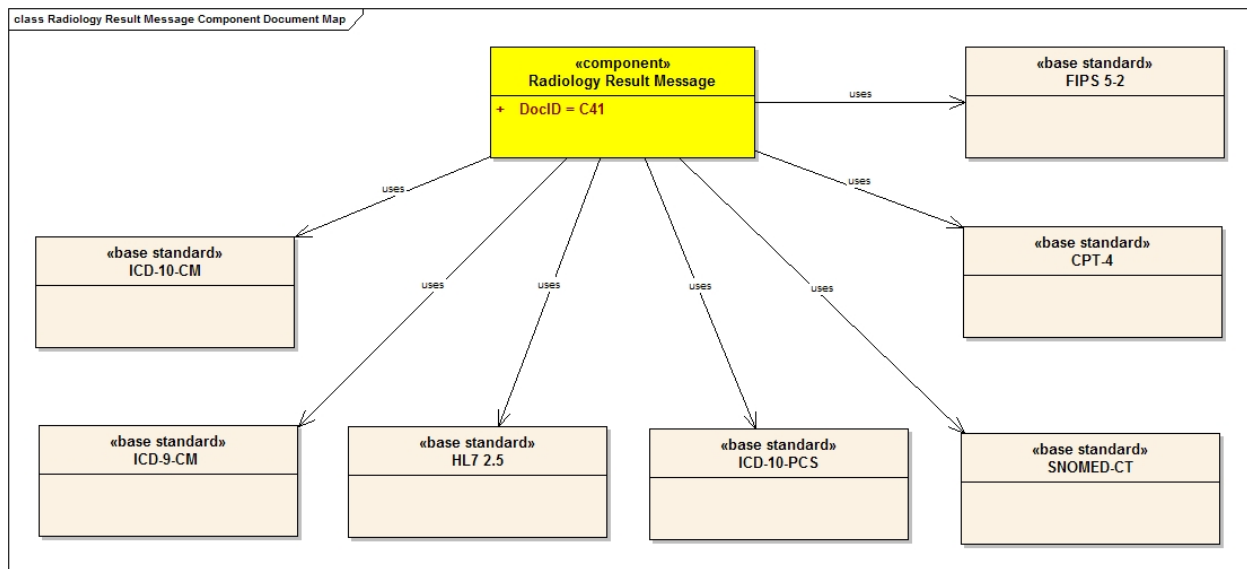 class Radiology Result Message Component Document Map
«component»
Radiology Result Message
+ DocID = C41
«base standard»
FIPS 5-2
uses
uses
uses
«base standard»
CPT-4
«base standard»
ICD-10-CM
uses
uses
uses
uses
«base standard»
ICD-9-CM
«base standard»
HL7 2.5
«base standard»
ICD-10-PCS
«base standard»
SNOMED-CT